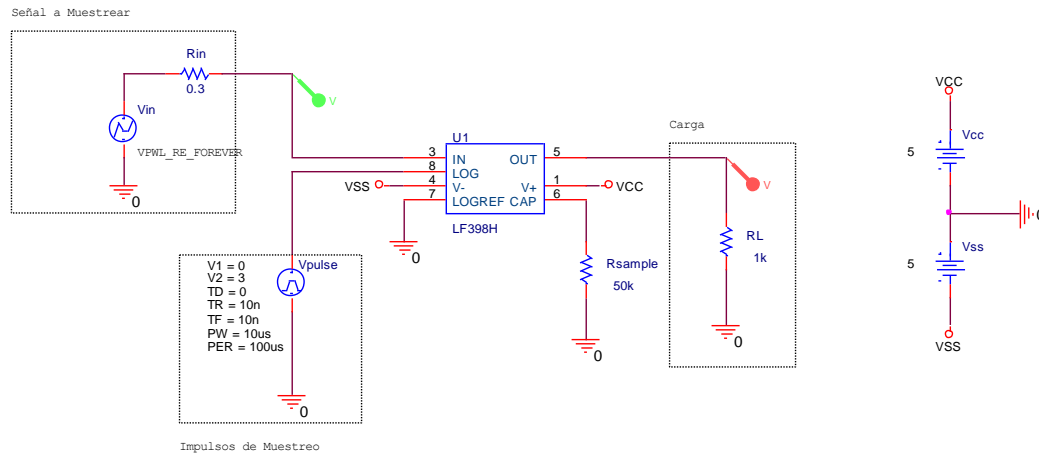 Señal a Muestrear
Rin
0.3
V
Vin
VPWL_RE_FOREVER
0
U1
3 IN OUT 5
8 LOG
VSS 4 V- V+ 1 VCC
7 LOGREF CAP 6
LF398H
0
Carga
V
RL
1k
0
Rsample
50k
0
V1 = 0
V2 = 3
TD = 0
TR = 10n
TF = 10n
PW = 10us
PER = 100us
Vpulse
0
Impulsos de Muestreo
VCC
Vcc
5
0
Vss
5
VSS